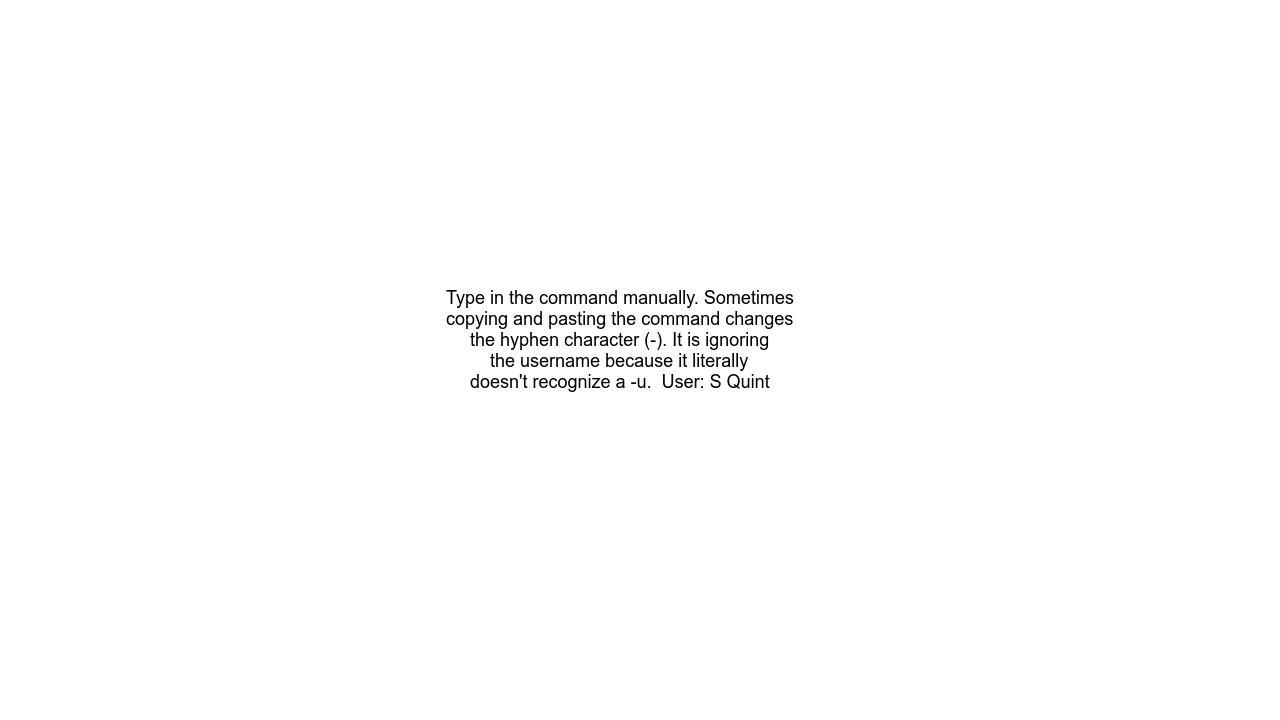 Type in the command manually. Sometimes
copying and pasting the command changes
the hyphen character (-). It is ignoring
the username because it literally
doesn't recognize a -u.  User: S Quint